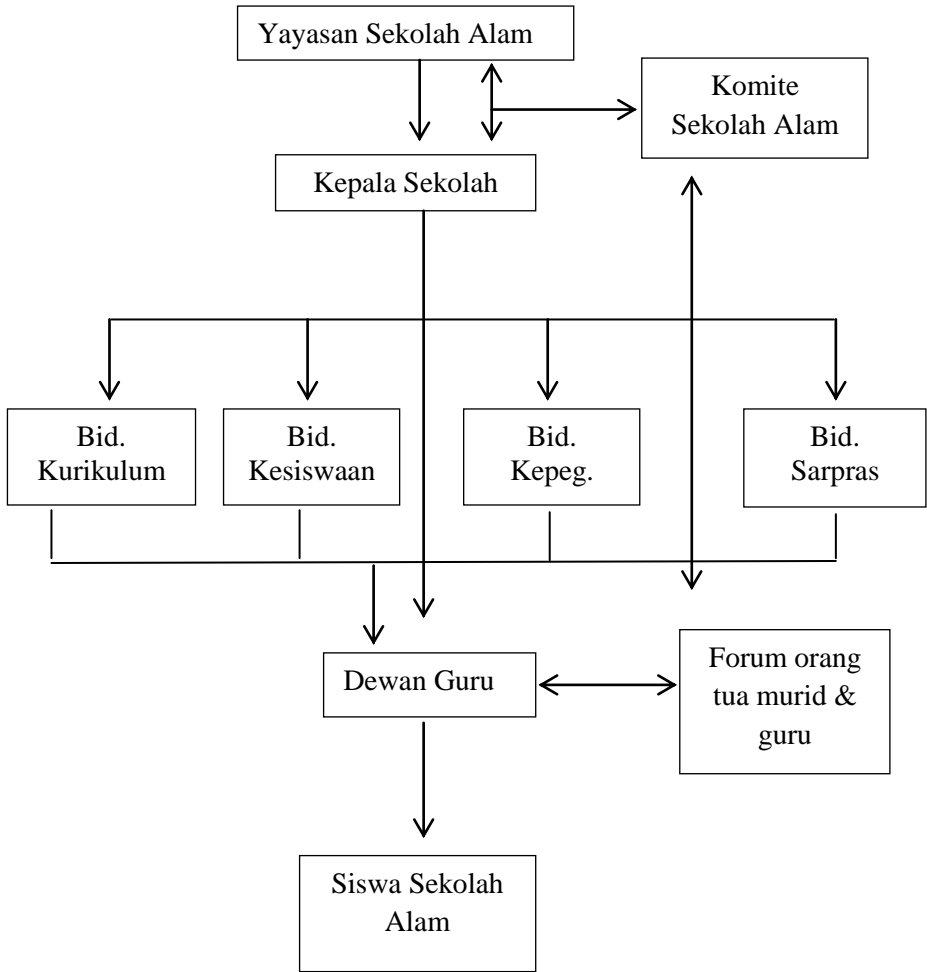 Yayasan Sekolah Alam
Komite
Sekolah Alam
Kepala Sekolah
Bid.
Kurikulum
Bid.
Kesiswaan
Bid.
Kepeg.
Bid.
Sarpras
Dewan Guru
Forum orang
tua murid &
guru
Siswa Sekolah
Alam